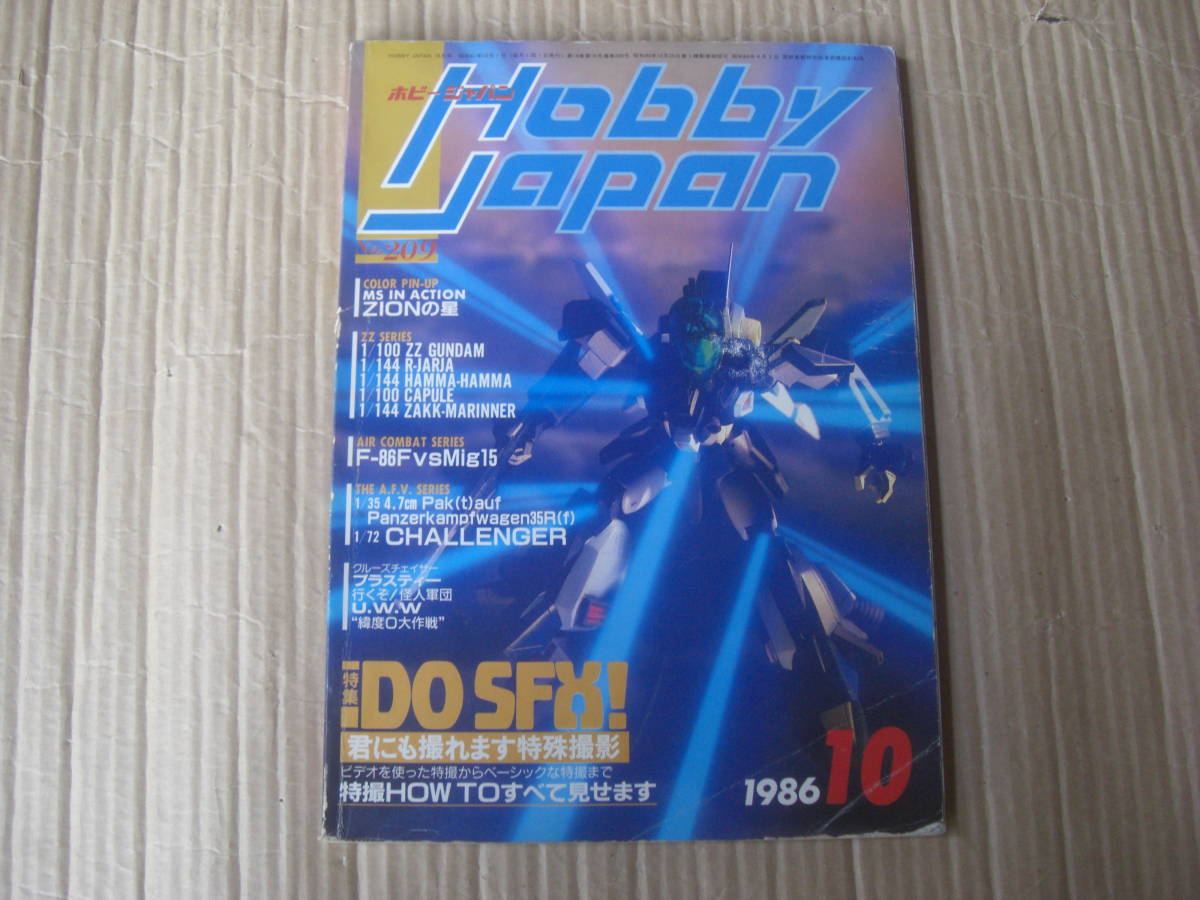 ホビージャパン
Hobby
Japan
No.209
COLOR PIN-UP
MS IN ACTION
ZIONの星
ZZ SERIES
1/100 ZZ GUNDAM
1/144 R-JARJA
1/144 HAMMA-HAMMA
1/100 CAPULE
1/144 ZAKK-MARINNER
AIR COMBAT SERIES
F-86FvsMig15
THE A.F.V. SERIES
1/35 4.7cm Pak(t)auf
Panzerkampfwagen35R(f)
1/72 CHALLENGER
クルーズチェイサー
ブラスティー
行くぞ!怪人軍団
U.W.W
“緯度0大作戦”
特集
DO SFX!
君にも撮れます特殊撮影
ビデオを使った特撮からベーシックな特撮まで
特撮HOW TOすべて見せます
1986 10